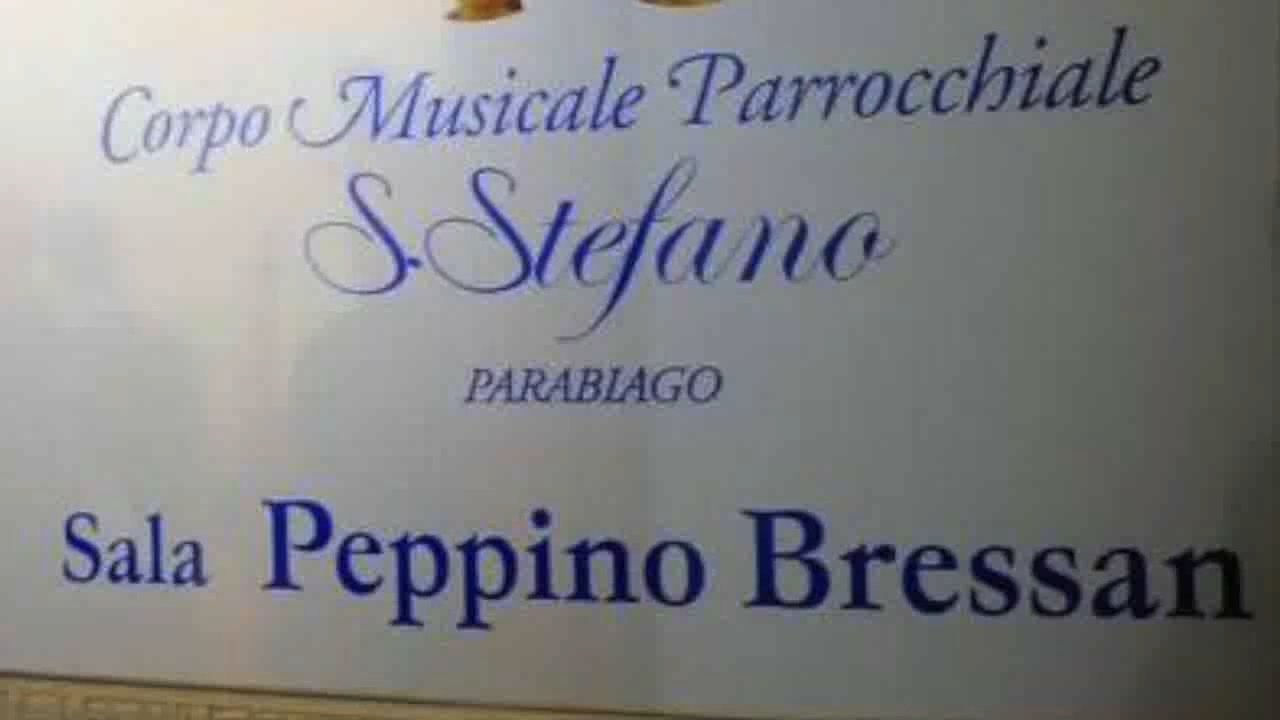 Corpo Musicale Parrocchiale
S. Stefano
PARABIAGO
Sala Peppino Bressan